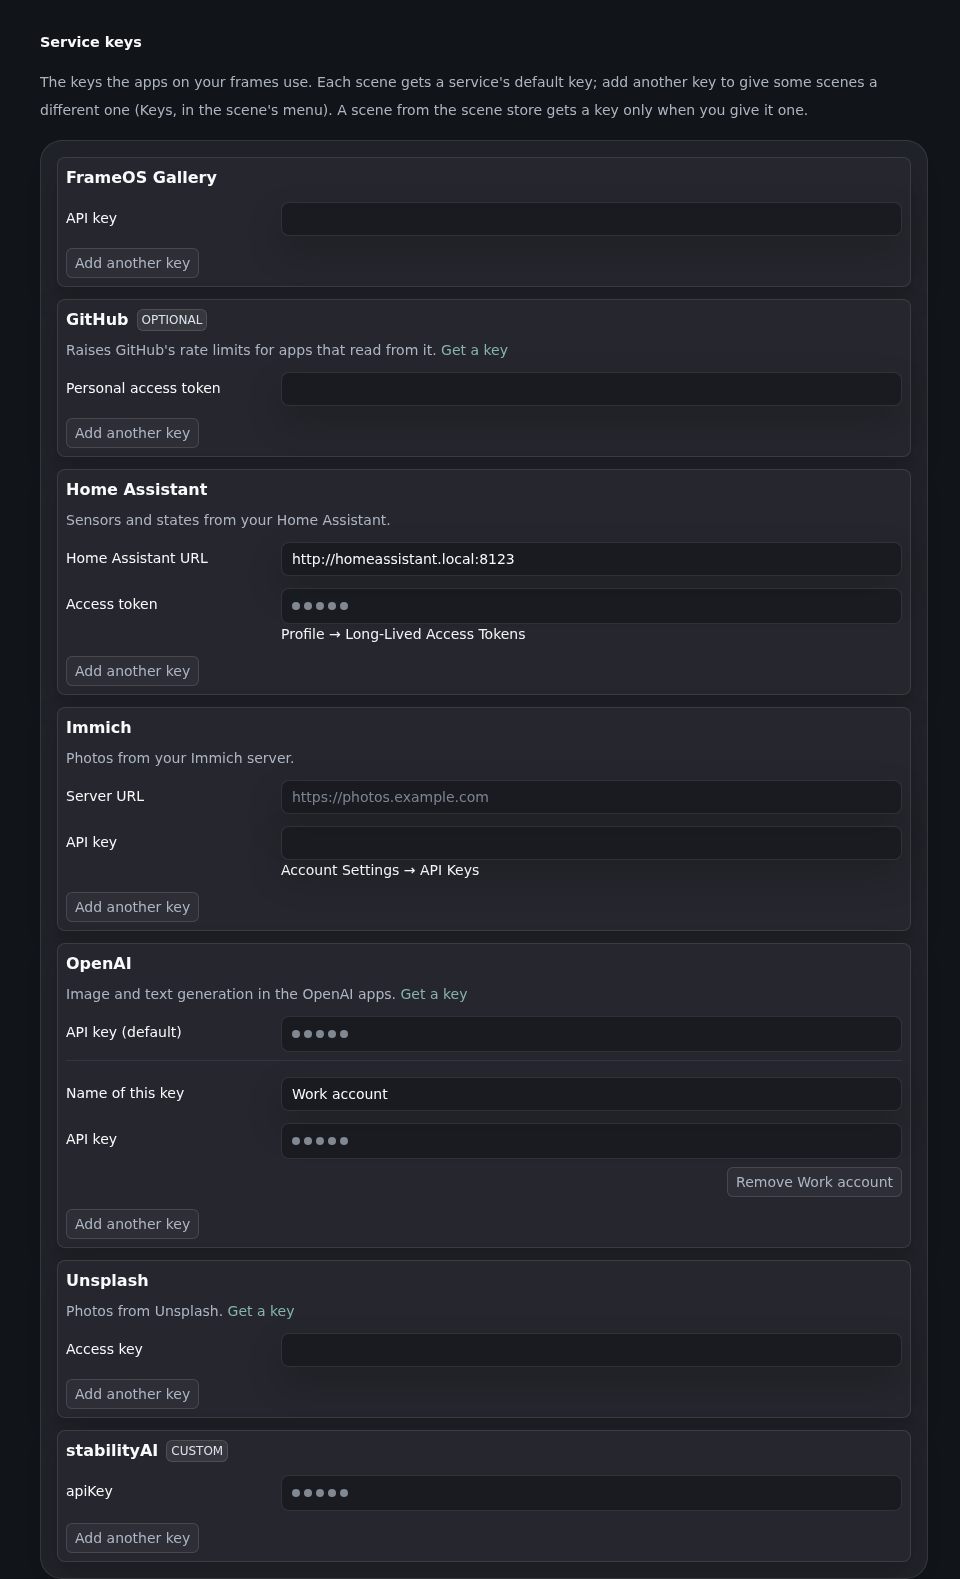 Service keys
The keys the apps on your frames use. Each scene gets a service's default key; add another key to give some scenes a
different one (Keys, in the scene's menu). A scene from the scene store gets a key only when you give it one.
FrameOS Gallery
API key
Add another key
GitHub OPTIONAL
Raises GitHub's rate limits for apps that read from it. Get a key
Personal access token
Add another key
Home Assistant
Sensors and states from your Home Assistant.
Home Assistant URL http://homeassistant.local:8123
Access token
Profile → Long-Lived Access Tokens
Add another key
Immich
Photos from your Immich server.
Server URL https://photos.example.com
API key
Account Settings → API Keys
Add another key
OpenAI
Image and text generation in the OpenAI apps. Get a key
API key (default)
Name of this key Work account
API key
Remove Work account
Add another key
Unsplash
Photos from Unsplash. Get a key
Access key
Add another key
stabilityAI CUSTOM
apiKey
Add another key